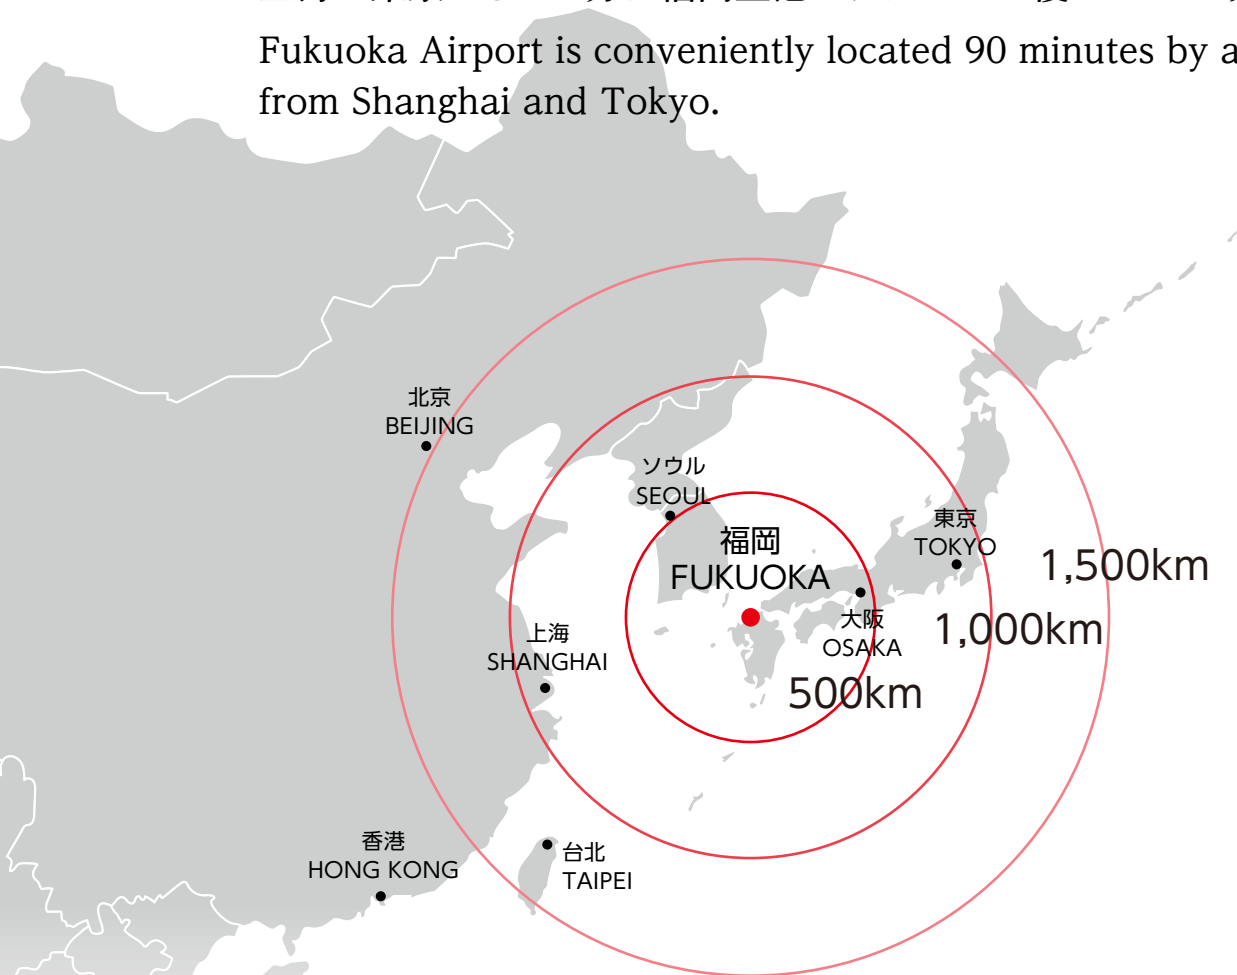 Fukuoka Airport is conveniently located 90 minutes by
from Shanghai and Tokyo.
北京
BEIJING
ソウル
SEOUL
東京
TOKYO
福岡
FUKUOKA
1,500km
大阪
OSAKA
1,000km
上海
SHANGHAI
500km
香港
HONG KONG
台北
TAIPEI